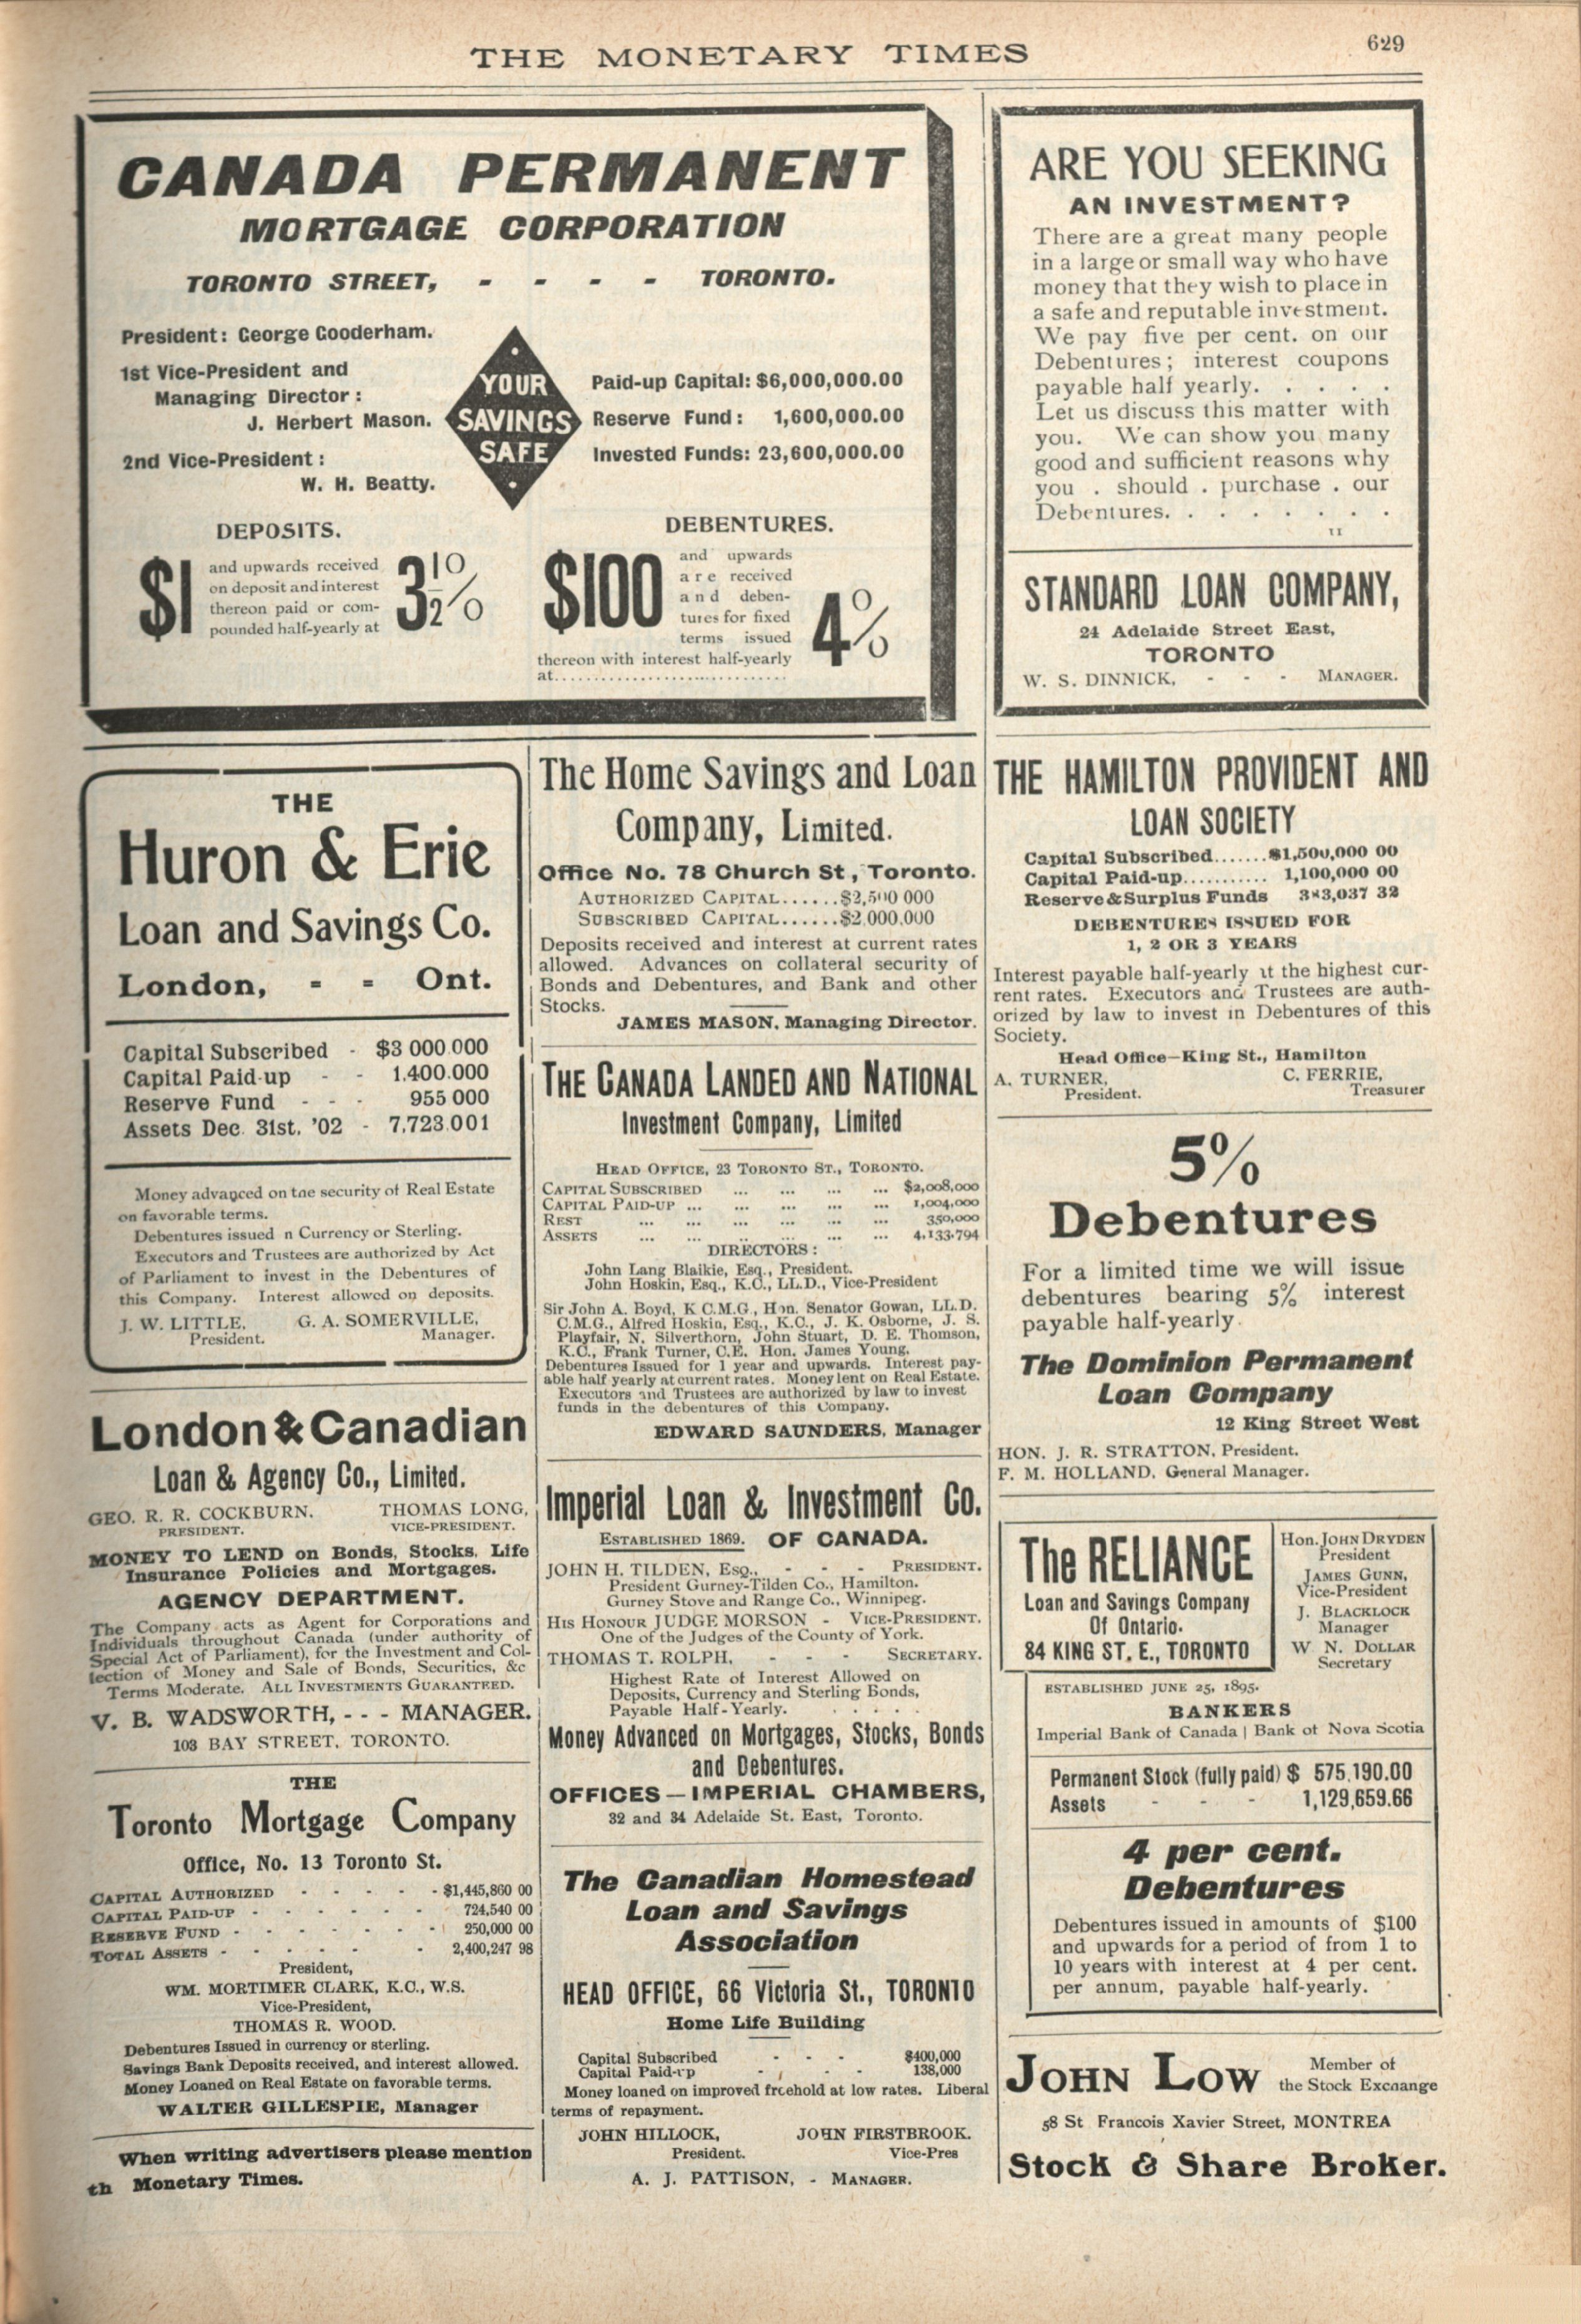 THE MONETARY TIMES
629
CANADA PERMANENT
MORTGAGE CORPORATION
TORONTO STREET, - - - - TORONTO.
President: George Gooderham.
1st Vice-President and
Managing Director:
J. Herbert Mason.
2nd Vice-President:
W. H. Beatty.
YOUR
SAVINGS
SAFE
Paid-up Capital: $6,000,000.00
Reserve Fund: 1,600,000.00
Invested Funds: 23,600,000.00
DEPOSITS.
$1
and upwards received
on deposit and interest
thereon paid or com-
pounded half-yearly at
3½%
DEBENTURES.
$100
and upwards
are received
and deben-
tures for fixed
terms issued
thereon with interest half-yearly
at..............................
4%
ARE YOU SEEKING
AN INVESTMENT?
There are a great many people
in a large or small way who have
money that they wish to place in
a safe and reputable investment.
We pay five per cent. on our
Debentures; interest coupons
payable half yearly. . . . . .
Let us discuss this matter with
you. We can show you many
good and sufficient reasons why
you . should . purchase . our
Debentures. . . . . . . .
11
STANDARD LOAN COMPANY,
24 Adelaide Street East,
TORONTO
W. S. DINNICK, - - - MANAGER.
THE
Huron & Erie
Loan and Savings Co.
London, = = Ont.
Capital Subscribed - $3 000.000
Capital Paid-up - - 1.400.000
Reserve Fund - - - 955 000
Assets Dec. 31st, '02 - 7,723.001
Money advanced on the security of Real Estate
on favorable terms.
Debentures issued n Currency or Sterling.
Executors and Trustees are authorized by Act
of Parliament to invest in the Debentures of
this Company. Interest allowed on deposits.
J. W. LITTLE, G. A. SOMERVILLE,
President. Manager.
London & Canadian
Loan & Agency Co., Limited.
GEO. R. R. COCKBURN, THOMAS LONG,
PRESIDENT. VICE-PRESIDENT.
MONEY TO LEND on Bonds, Stocks, Life
Insurance Policies and Mortgages.
AGENCY DEPARTMENT.
The Company acts as Agent for Corporations and
Individuals throughout Canada (under authority of
Special Act of Parliament), for the Investment and Col-
lection of Money and Sale of Bonds, Securities, &c
Terms Moderate. ALL INVESTMENTS GUARANTEED.
V. B. WADSWORTH, - - - MANAGER.
103 BAY STREET, TORONTO.
THE
Toronto Mortgage Company
Office, No. 13 Toronto St.
CAPITAL AUTHORIZED - - - - - $1,445,860 00
CAPITAL PAID-UP - - - - - - 724,540 00
RESERVE FUND - - - - - - - 250,000 00
TOTAL ASSETS - - - - - - 2,400,247 98
President,
WM. MORTIMER CLARK, K.C., W.S.
Vice-President,
THOMAS R. WOOD.
Debentures Issued in currency or sterling.
Savings Bank Deposits received, and interest allowed.
Money Loaned on Real Estate on favorable terms.
WALTER GILLESPIE, Manager
When writing advertisers please mention
th Monetary Times.
The Home Savings and Loan
Company, Limited.
Office No. 78 Church St, Toronto.
AUTHORIZED CAPITAL......$2,500 000
SUBSCRIBED CAPITAL......$2.000,000
Deposits received and interest at current rates
allowed. Advances on collateral security of
Bonds and Debentures, and Bank and other
Stocks.
JAMES MASON, Managing Director.
THE CANADA LANDED AND NATIONAL
Investment Company, Limited
HEAD OFFICE, 23 TORONTO ST., TORONTO.
CAPITAL SUBSCRIBED ... ... ... ... $2,008,000
CAPITAL PAID-UP ... ... ... ... ... 1,004,000
REST ... ... ... ... ... ... 350,000
ASSETS ... ... ... ... ... ... 4,133,794
DIRECTORS:
John Lang Blaikie, Esq., President.
John Hoskin, Esq., K.C., LL.D., Vice-President
Sir John A. Boyd, K C.M.G., Hon. Senator Gowan, LL.D.
C.M.G., Alfred Hoskin, Esq., K.C., J. K. Osborne, J. S.
Playfair, N. Silverthorn, John Stuart, D. E. Thomson,
K.C., Frank Turner, C.E. Hon. James Young.
Debentures Issued for 1 year and upwards. Interest pay-
able half yearly at current rates. Money lent on Real Estate.
Executors and Trustees are authorized by law to invest
funds in the debentures of this Company.
EDWARD SAUNDERS, Manager
Imperial Loan & Investment Co.
ESTABLISHED 1869. OF CANADA.
JOHN H. TILDEN, ESQ., - - - PRESIDENT.
President Gurney-Tilden Co., Hamilton.
Gurney Stove and Range Co., Winnipeg.
HIS HONOUR JUDGE MORSON - VICE-PRESIDENT.
One of the Judges of the County of York.
THOMAS T. ROLPH, - - - SECRETARY.
Highest Rate of Interest Allowed on
Deposits, Currency and Sterling Bonds,
Payable Half-Yearly. . . . . .
Money Advanced on Mortgages, Stocks, Bonds
and Debentures.
OFFICES—IMPERIAL CHAMBERS,
32 and 34 Adelaide St. East, Toronto.
The Canadian Homestead
Loan and Savings
Association
HEAD OFFICE, 66 Victoria St., TORONTO
Home Life Building
Capital Subscribed - - - $400,000
Capital Paid-up - - - 138,000
Money loaned on improved freehold at low rates. Liberal
terms of repayment.
JOHN HILLOCK, JOHN FIRSTBROOK.
President. Vice-Pres
A. J. PATTISON, - MANAGER.
THE HAMILTON PROVIDENT AND
LOAN SOCIETY
Capital Subscribed.......$1,500,000 00
Capital Paid-up........... 1,100,000 00
Reserve & Surplus Funds 383,037 32
DEBENTURES ISSUED FOR
1, 2 OR 3 YEARS
Interest payable half-yearly at the highest cur-
rent rates. Executors and Trustees are auth-
orized by law to invest in Debentures of this
Society.
Head Office—King St., Hamilton
A. TURNER, C. FERRIE,
President. Treasurer
5%
Debentures
For a limited time we will issue
debentures bearing 5% interest
payable half-yearly.
The Dominion Permanent
Loan Company
12 King Street West
HON. J. R. STRATTON, President.
F. M. HOLLAND, General Manager.
The RELIANCE
Loan and Savings Company
Of Ontario.
84 KING ST. E., TORONTO
Hon. JOHN DRYDEN
President
JAMES GUNN,
Vice-President
J. BLACKLOCK
Manager
W N. DOLLAR
Secretary
ESTABLISHED JUNE 25, 1895.
BANKERS
Imperial Bank of Canada | Bank of Nova Scotia
Permanent Stock (fully paid) $ 575,190.00
Assets - - - 1,129,659.66
4 per cent.
Debentures
Debentures issued in amounts of $100
and upwards for a period of from 1 to
10 years with interest at 4 per cent.
per annum, payable half-yearly.
JOHN LOW
Member of
the Stock Exchange
58 St Francois Xavier Street, MONTREA
Stock & Share Broker.